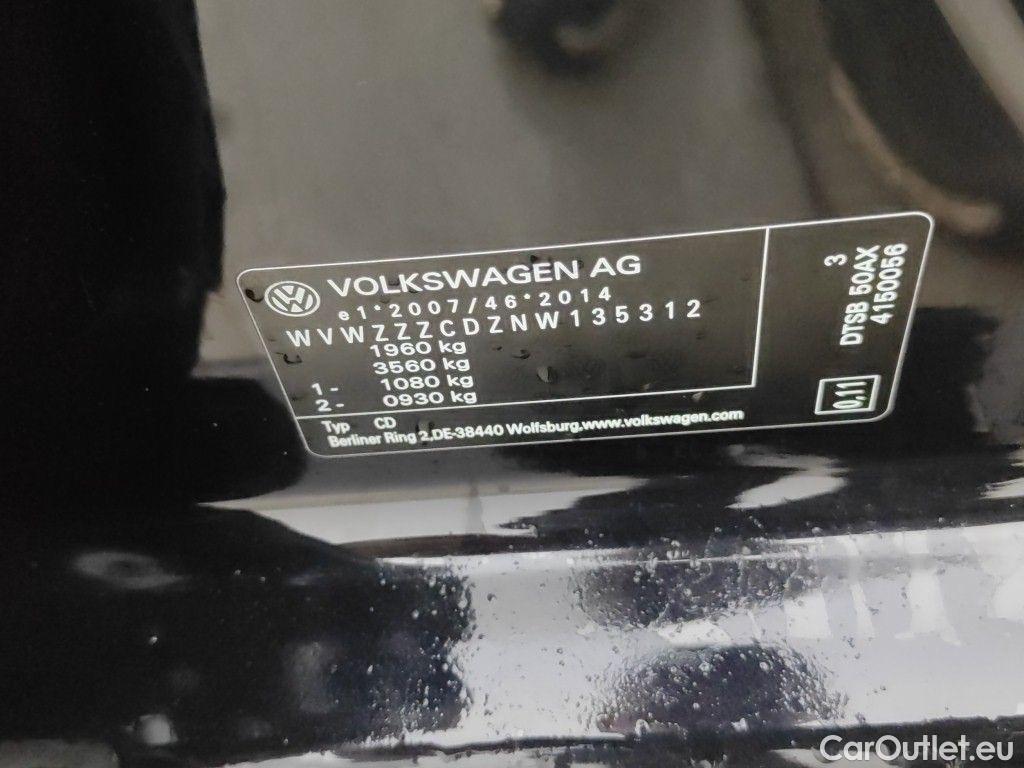 VOLKSWAGEN AG
e1*2007/46*2014
WVWZZZCDZNW135312
1960 kg
3560 kg
1- 1080 kg
2- 0930 kg
Typ CD
Berliner Ring 2,DE-38440 Wolfsburg.www.volkswagen.com
3
DTSB 50AX
4150056
0,11
CarOutlet.eu